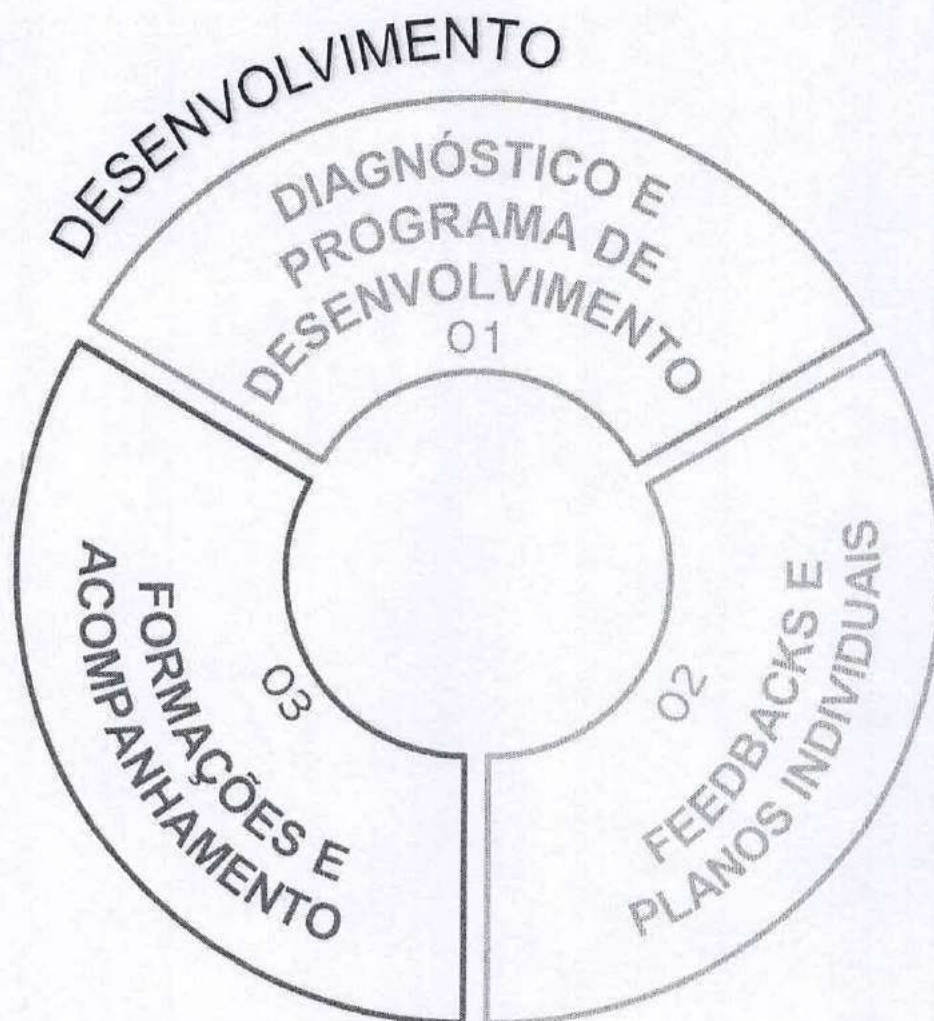 DESENVOLVIMENTO
DIAGNÓSTICO E
PROGRAMA DE
DESENVOLVIMENTO
01
FEEDBACKS E
PLANOS INDIVIDUAIS
02
FORMAÇÕES E
ACOMPANHAMENTO
03